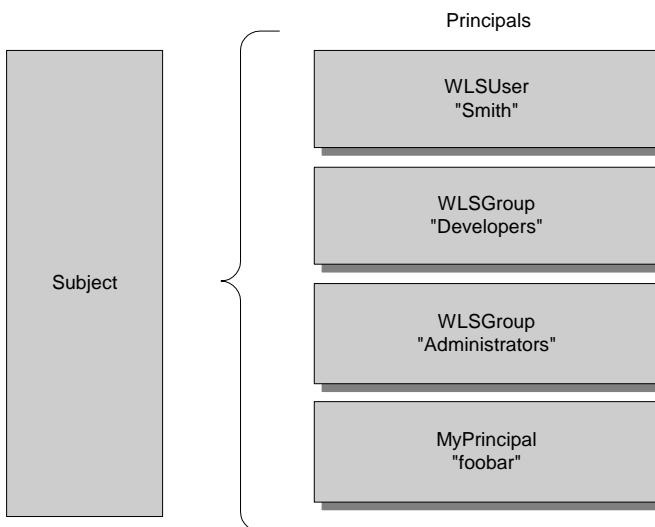 Principals
WLSUser
"Smith"
WLSGroup
"Developers"
Subject
WLSGroup
"Administrators"
MyPrincipal
"foobar"